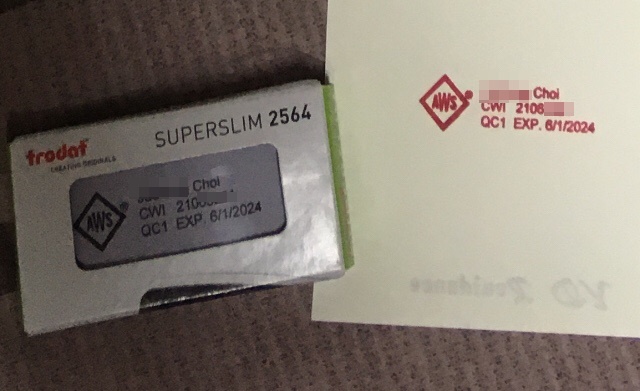 trodat
CREATING ORIGINALS
SUPERSLIM 2564
Choi
AWS
CWI 2106
QC1 EXP. 6/1/2024
Choi
AWS
CWI 2106
QC1 EXP. 6/1/2024